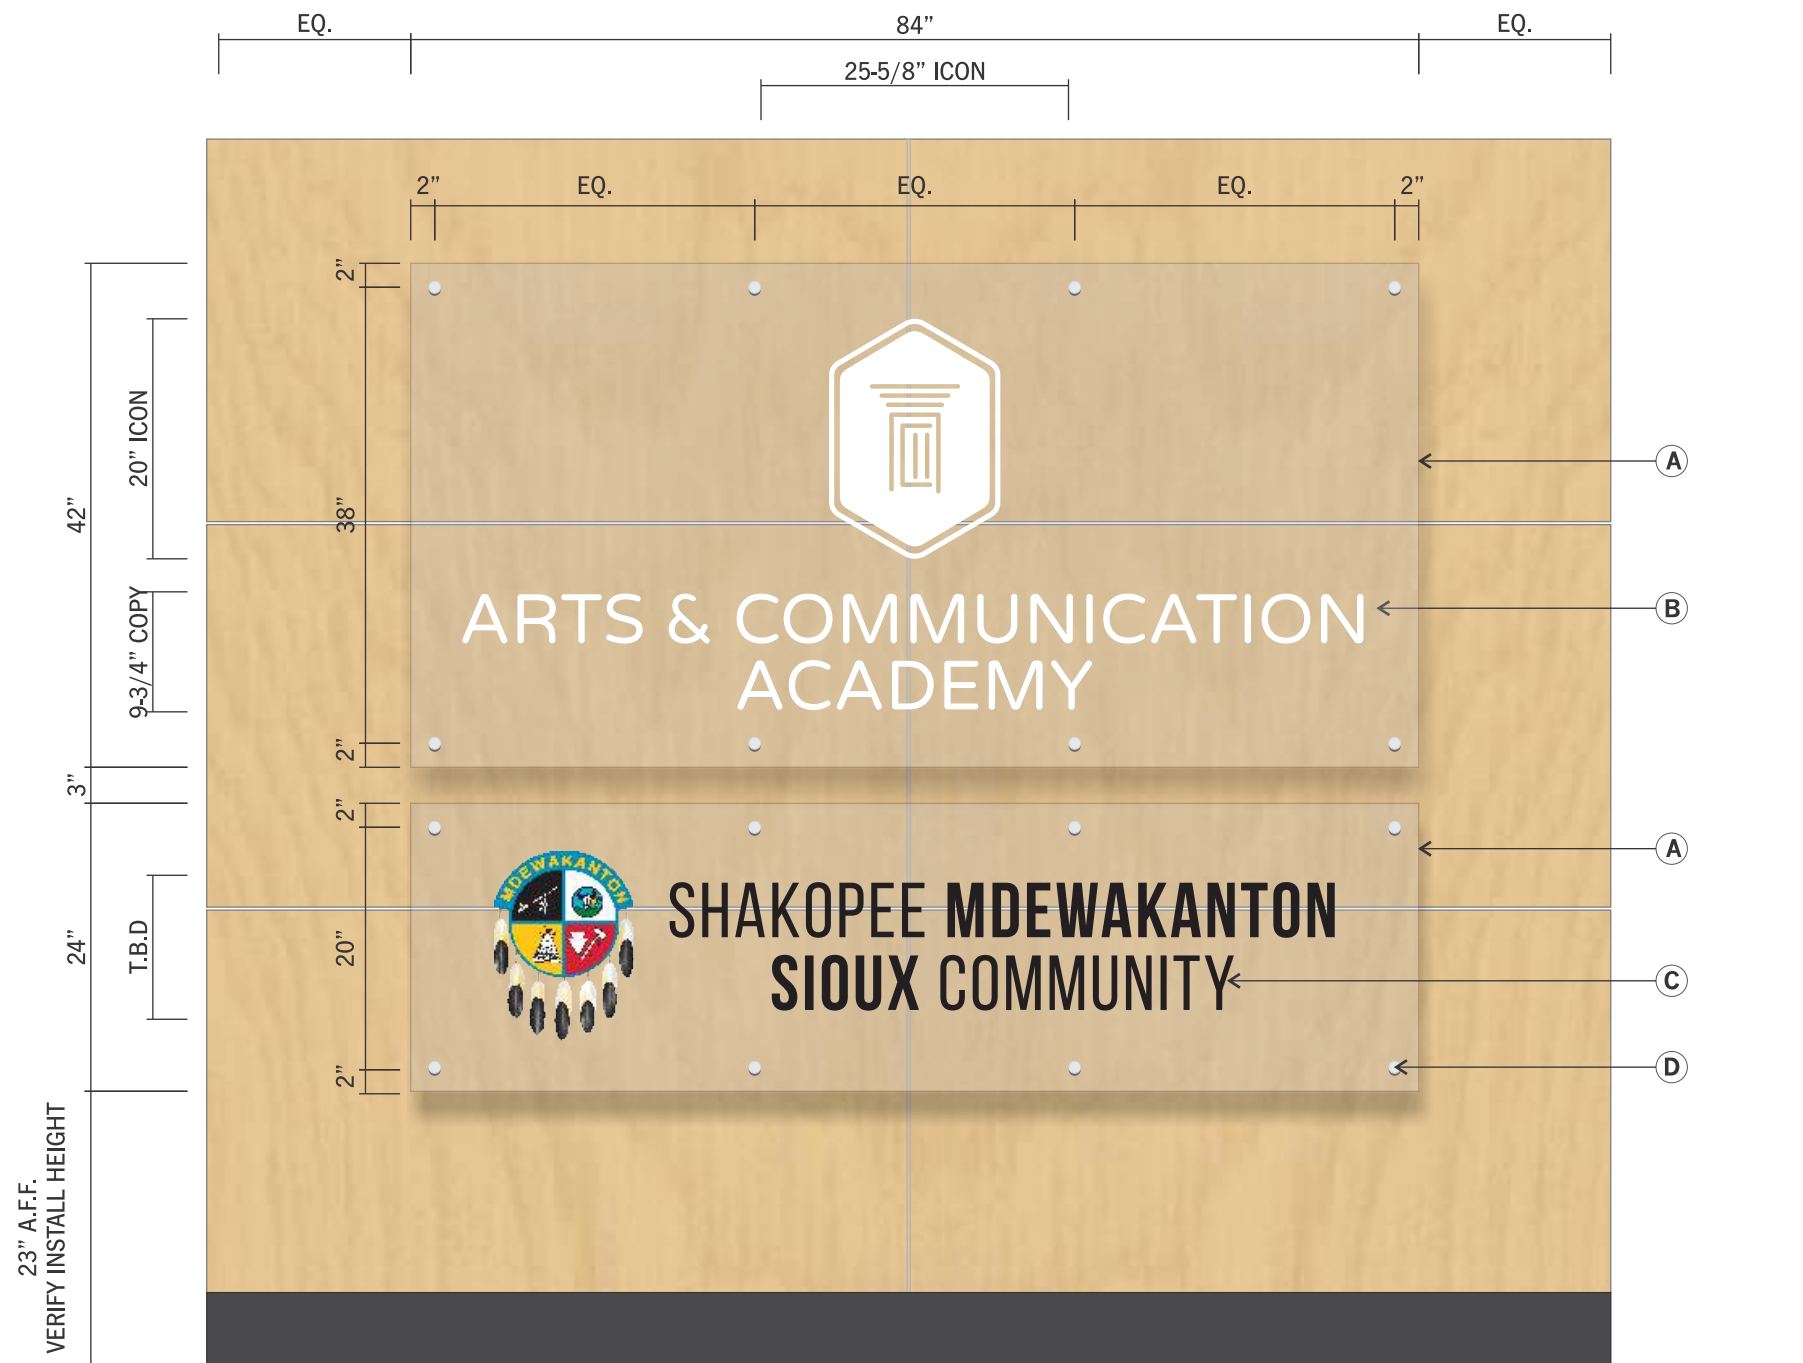 EQ.
84”
EQ.
25-5/8” ICON
2”
EQ.
EQ.
EQ.
2”
2”
20” ICON
42”
38”
A
9-3/4” COPY
ARTS & COMMUNICATION
ACADEMY
B
2”
3”
2”
MDEWAKANTON
SHAKOPEE MDEWAKANTON
SIOUX COMMUNITY
A
24”
T.B.D
20”
C
2”
D
23” A.F.F.
VERIFY INSTALL HEIGHT